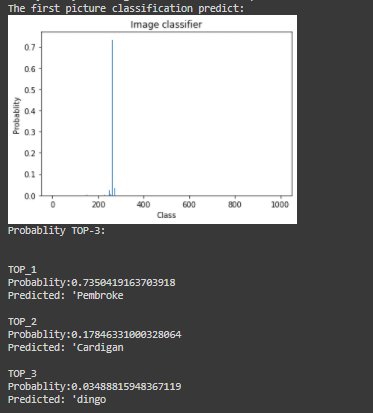 The first picture classification predict:
Image classifier
Probablity
0.7
0.6
0.5
0.4
0.3
0.2
0.1
0.0
0 200 400 600 800 1000
Class
Probablity TOP-3:
TOP_1
Probablity:0.7350419163703918
Predicted: 'Pembroke
TOP_2
Probablity:0.17846331000328064
Predicted: 'Cardigan
TOP_3
Probablity:0.03488815948367119
Predicted: 'dingo